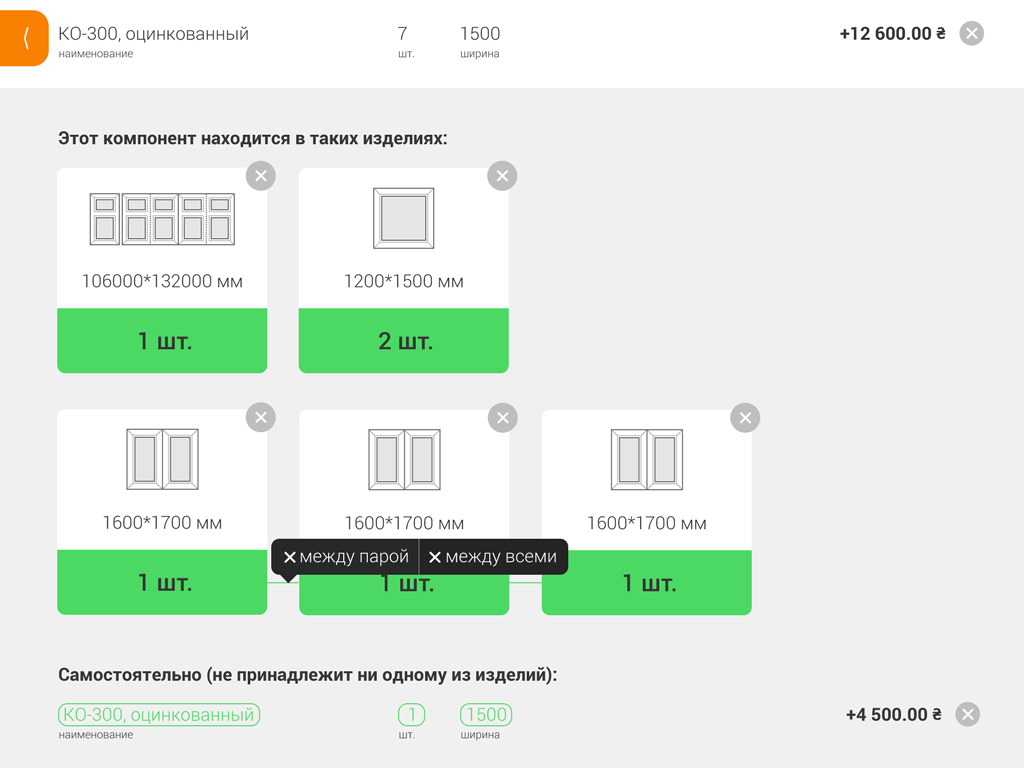 КО-300, оцинкованный 7 1500 +12 600.00 ₴
наименование шт. ширина
Этот компонент находится в таких изделиях:
106000*132000 мм 1200*1500 мм
1 шт. 2 шт.
1600*1700 мм 1600*1700 мм 1600*1700 мм
между парой между всеми
1 шт. 1 шт. 1 шт.
Самостоятельно (не принадлежит ни одному из изделий):
КО-300, оцинкованный 1 1500 +4 500.00 ₴
наименование шт. ширина